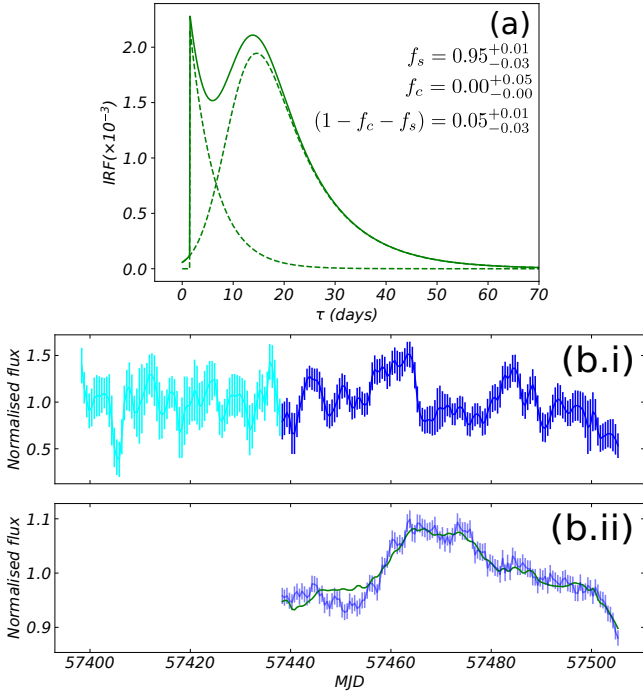 (a)
f_s = 0.95^{+0.01}_{-0.03}
f_c = 0.00^{+0.05}_{-0.00}
(1 − f_c − f_s) = 0.05^{+0.01}_{-0.03}
IRF(×10^{-3})
2.0
1.5
1.0
0.5
0.0
0 10 20 30 40 50 60 70
τ (days)
(b.i)
Normalised flux
1.5
1.0
0.5
(b.ii)
Normalised flux
1.1
1.0
0.9
57400 57420 57440 57460 57480 57500
MJD